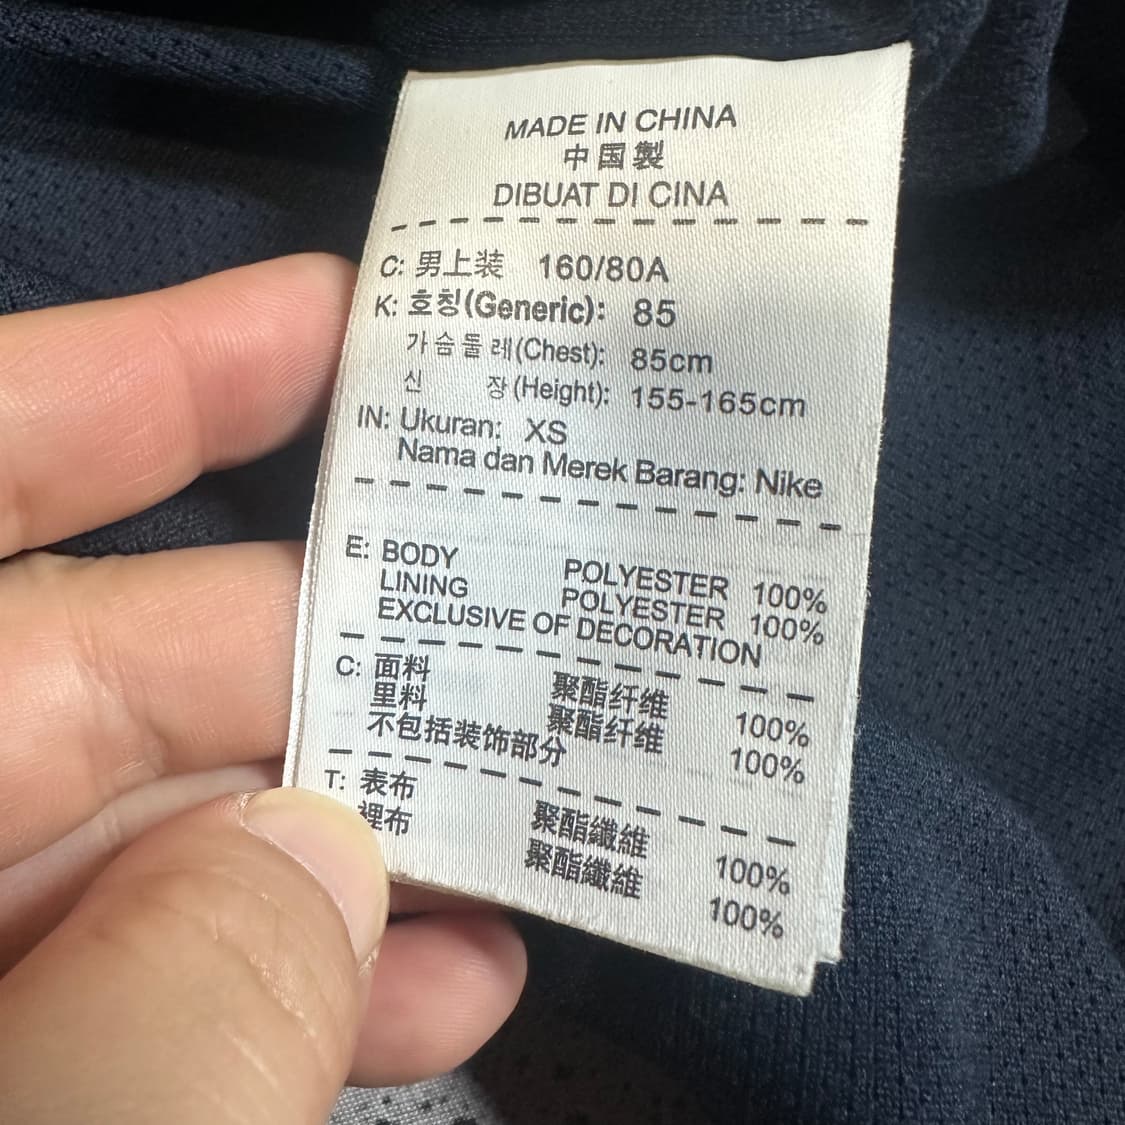 MADE IN CHINA
中国製
DIBUAT DI CINA
C: 男上装 160/80A
K: 호칭(Generic): 85
가슴둘레(Chest): 85cm
신 장(Height): 155-165cm
IN: Ukuran: XS
Nama dan Merek Barang: Nike
E: BODY POLYESTER 100%
LINING POLYESTER 100%
EXCLUSIVE OF DECORATION
C: 面料 聚酯纤维 100%
里料 聚酯纤维 100%
不包括装饰部分
T: 表布 聚酯纖維 100%
裡布 聚酯纖維 100%